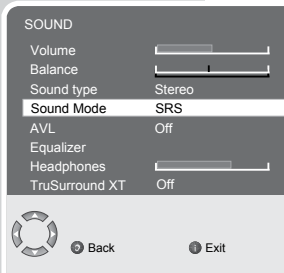 SOUND
Volume
Balance
Sound type Stereo
Sound Mode SRS
AVL Off
Equalizer
Headphones
TruSurround XT Off
Back Exit